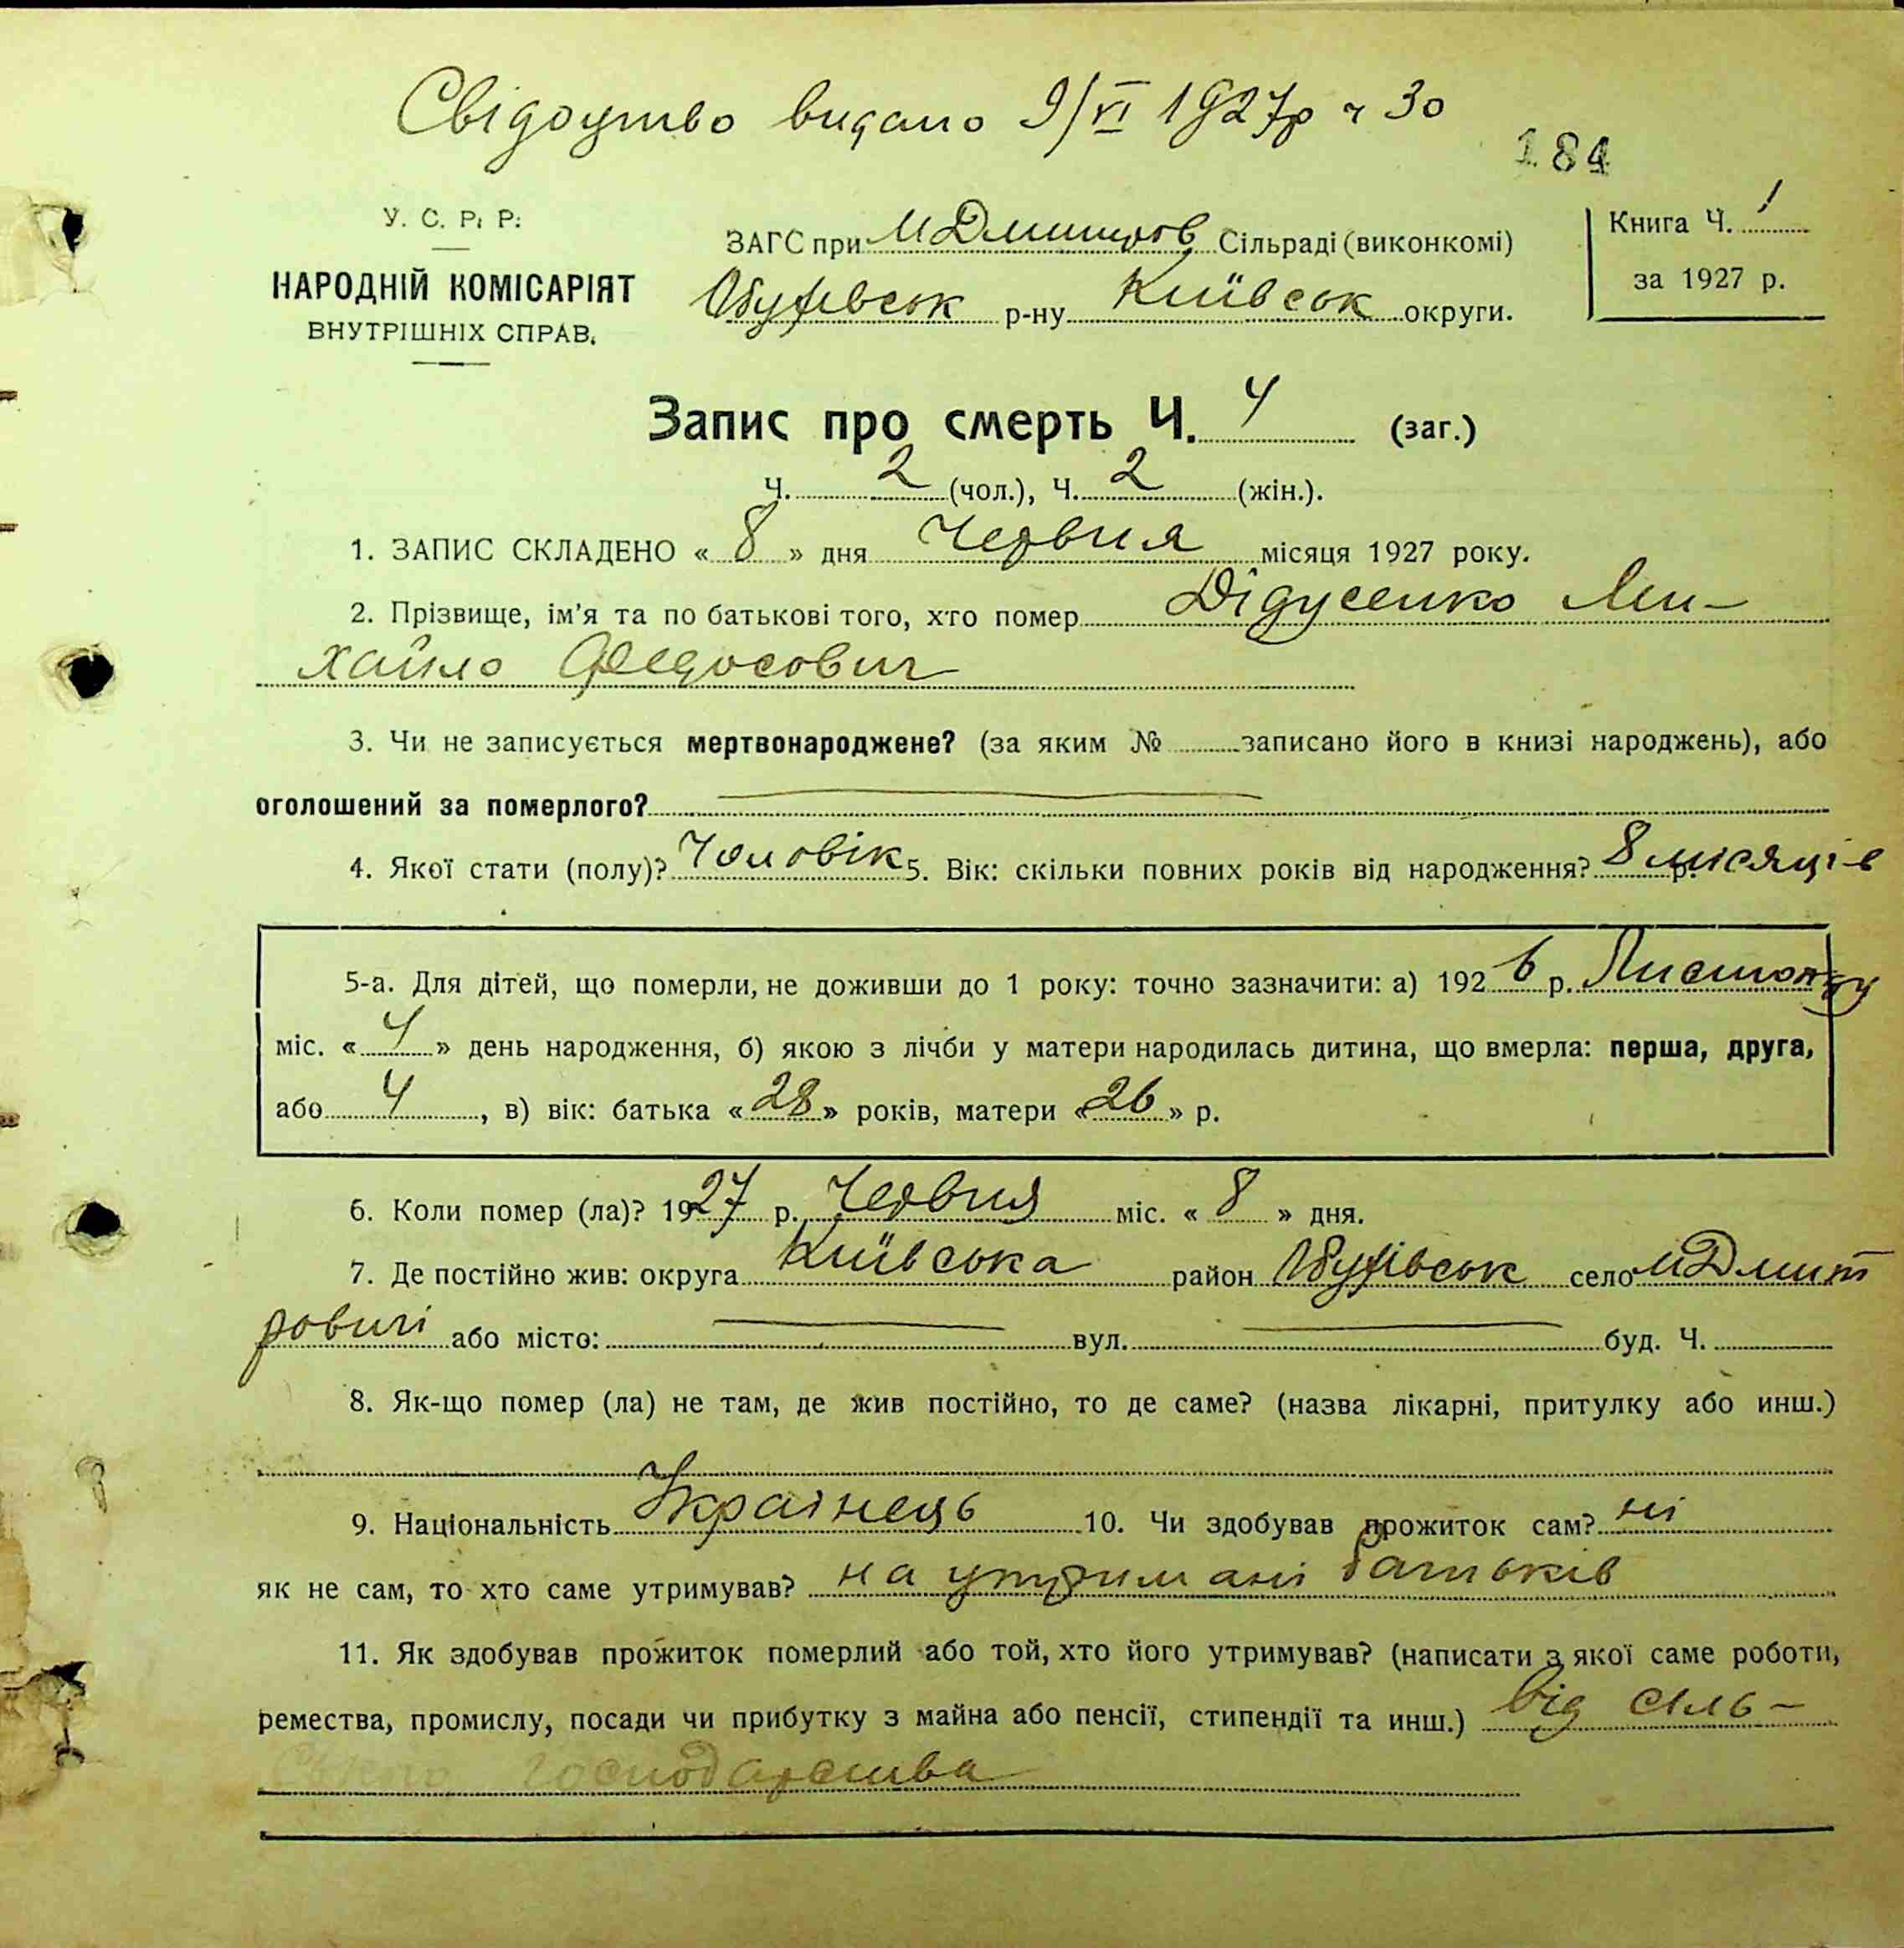 Свідоцтво видано 9/VI 1927р ч 30
184
У. С. Р. Р.
НАРОДНІЙ КОМІСАРІЯТ
ВНУТРІШНІХ СПРАВ.
ЗАГС при МДмитров Сільраді (виконкомі)
Обухівськ р-ну Київськ округи.
Книга Ч. 1
за 1927 р.
Запис про смерть Ч. 4 (заг.)
Ч. 2 (чол.), Ч. 2 (жін.).
1. ЗАПИС СКЛАДЕНО « 8 » дня Червня місяця 1927 року.
2. Прізвище, ім'я та по батькові того, хто помер Дідусенко Ми-
хайло Федосович
3. Чи не записується мертвонароджене? (за яким № записано його в книзі народжень), або
оголошений за померлого?
4. Якої стати (полу)? Чоловік 5. Вік: скільки повних років від народження? 8 р. місяців
5-а. Для дітей, що померли, не доживши до 1 року: точно зазначити: а) 1926 р. Листопаду
міс. « 4 » день народження, б) якою з лічби у матери народилась дитина, що вмерла: перша, друга,
або 4, в) вік: батька « 28 » років, матери « 26 » р.
6. Коли помер (ла)? 1927 р. Червня міс. « 8 » дня.
7. Де постійно жив: округа Київська район Обухівськ село МДмит
ровичі або місто: вул. буд. Ч.
8. Як-що помер (ла) не там, де жив постійно, то де саме? (назва лікарні, притулку або инш.)
9. Національність Украінець 10. Чи здобував прожиток сам? ні
як не сам, то хто саме утримував? на утримані батьків
11. Як здобував прожиток померлий або той, хто його утримував? (написати з якої саме роботи,
ремества, промислу, посади чи прибутку з майна або пенсії, стипендії та инш.) від сіль-
ського господарства